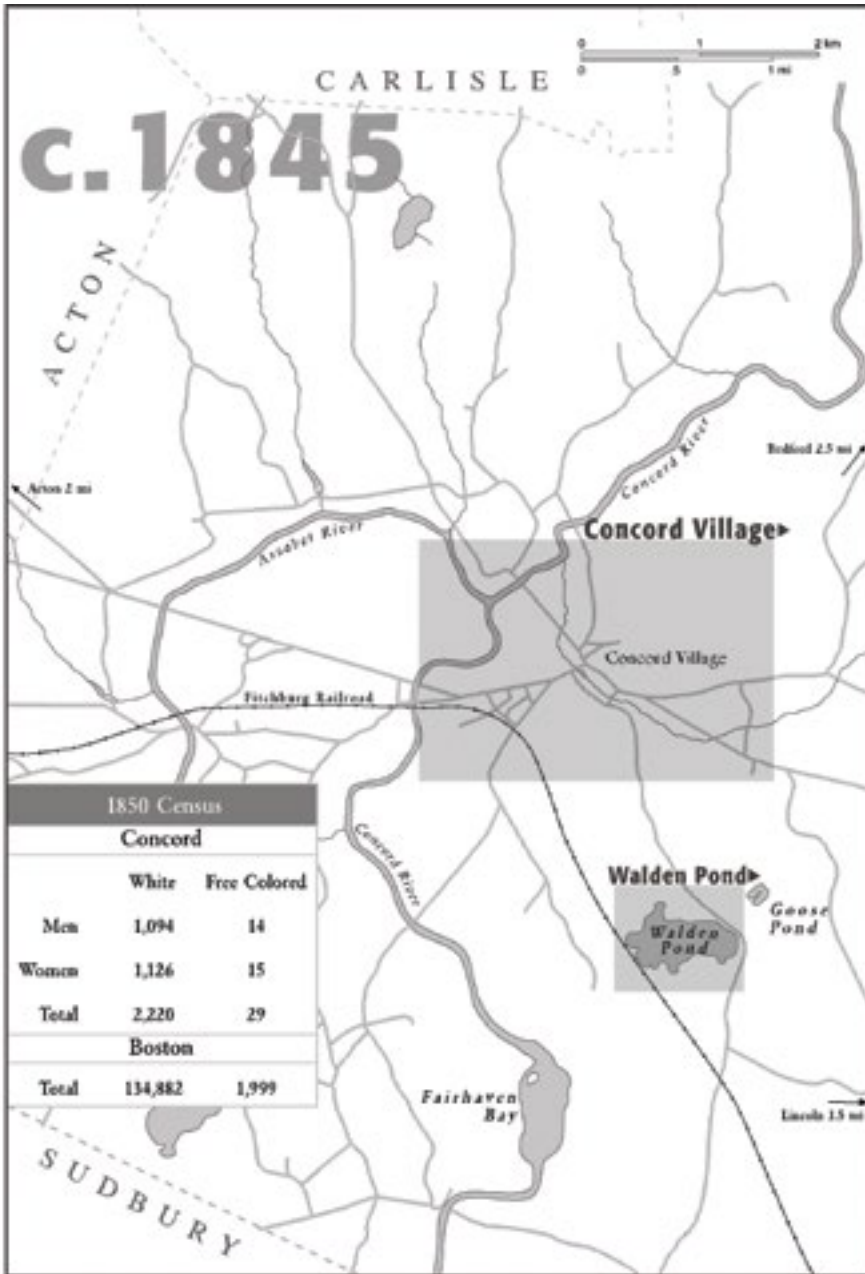 0 1 2 km
0 5 1 mi
CARLISLE
c.1845
ACTON
Bedford 2.5 mi
Acton 2 mi
Concord River
Assabet River
Concord Village
Concord Village
Fitchburg Railroad
1850 Census
Concord
White Free Colored
Men 1,094 14
Women 1,126 15
Total 2,220 29
Boston
Total 134,882 1,999
Concord River
Walden Pond
Goose
Pond
Walden
Pond
Fairhaven
Bay
Lincoln 1.5 mi
SUDBURY